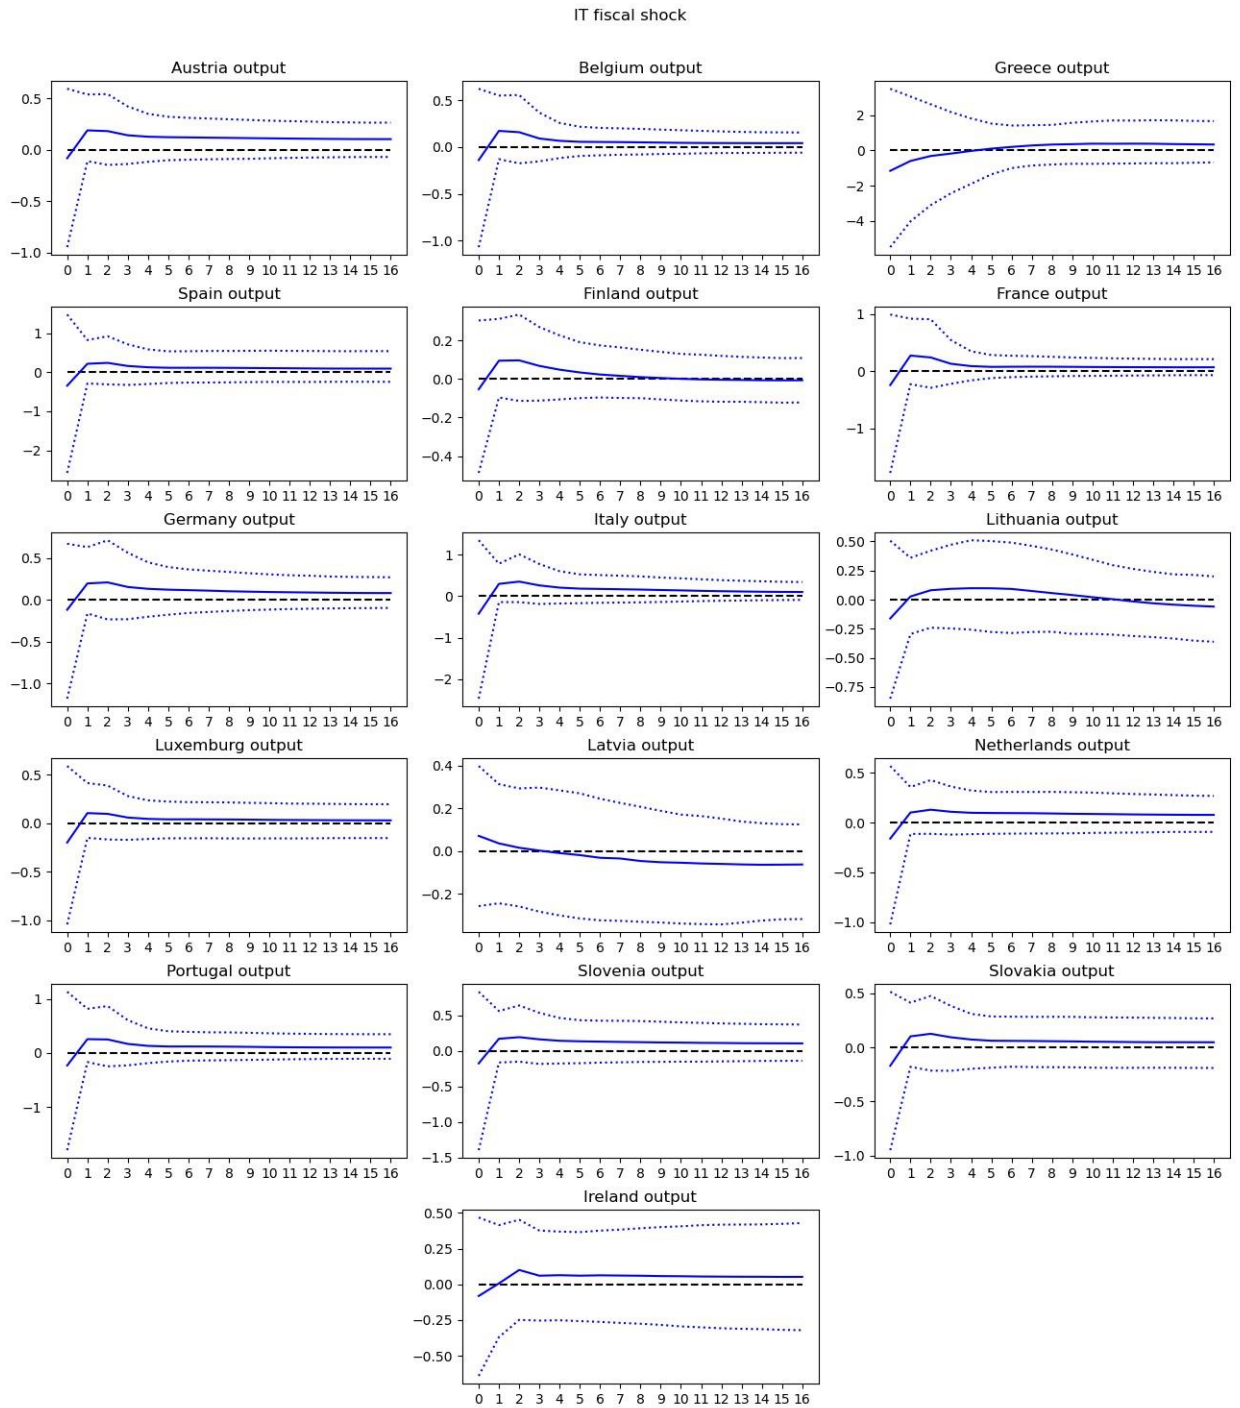 IT fiscal shock
Austria output
0.5
0.0
−0.5
−1.0
0 1 2 3 4 5 6 7 8 9 10 11 12 13 14 15 16
Belgium output
0.5
0.0
−0.5
−1.0
0 1 2 3 4 5 6 7 8 9 10 11 12 13 14 15 16
Greece output
2
0
−2
−4
0 1 2 3 4 5 6 7 8 9 10 11 12 13 14 15 16
Spain output
1
0
−1
−2
0 1 2 3 4 5 6 7 8 9 10 11 12 13 14 15 16
Finland output
0.2
0.0
−0.2
−0.4
0 1 2 3 4 5 6 7 8 9 10 11 12 13 14 15 16
France output
1
0
−1
0 1 2 3 4 5 6 7 8 9 10 11 12 13 14 15 16
Germany output
0.5
0.0
−0.5
−1.0
0 1 2 3 4 5 6 7 8 9 10 11 12 13 14 15 16
Italy output
1
0
−1
−2
0 1 2 3 4 5 6 7 8 9 10 11 12 13 14 15 16
Lithuania output
0.50
0.25
0.00
−0.25
−0.50
−0.75
0 1 2 3 4 5 6 7 8 9 10 11 12 13 14 15 16
Luxemburg output
0.5
0.0
−0.5
−1.0
0 1 2 3 4 5 6 7 8 9 10 11 12 13 14 15 16
Latvia output
0.4
0.2
0.0
−0.2
0 1 2 3 4 5 6 7 8 9 10 11 12 13 14 15 16
Netherlands output
0.5
0.0
−0.5
−1.0
0 1 2 3 4 5 6 7 8 9 10 11 12 13 14 15 16
Portugal output
1
0
−1
0 1 2 3 4 5 6 7 8 9 10 11 12 13 14 15 16
Slovenia output
0.5
0.0
−0.5
−1.0
−1.5
0 1 2 3 4 5 6 7 8 9 10 11 12 13 14 15 16
Slovakia output
0.5
0.0
−0.5
−1.0
0 1 2 3 4 5 6 7 8 9 10 11 12 13 14 15 16
Ireland output
0.50
0.25
0.00
−0.25
−0.50
0 1 2 3 4 5 6 7 8 9 10 11 12 13 14 15 16